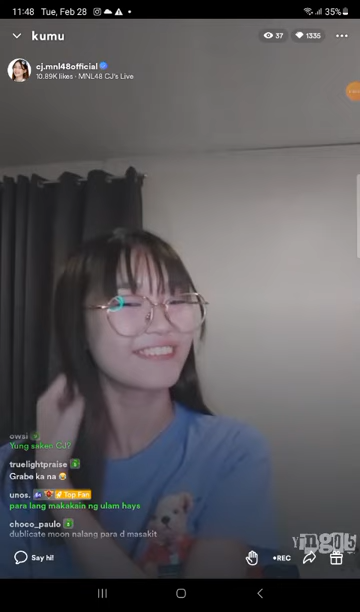 11:48 Tue, Feb 28 35%
kumu 37 1336
cj.mnl48official
10.89K likes · MNL48 CJ's Live
owsi
Yung saken CJ?
truelightpraise
Grabe ka na
unos. Top Fan
para lang makakain ng ulam haya
choco_paulo
dublicate moon nalang para d masakit
Say hi! •REC